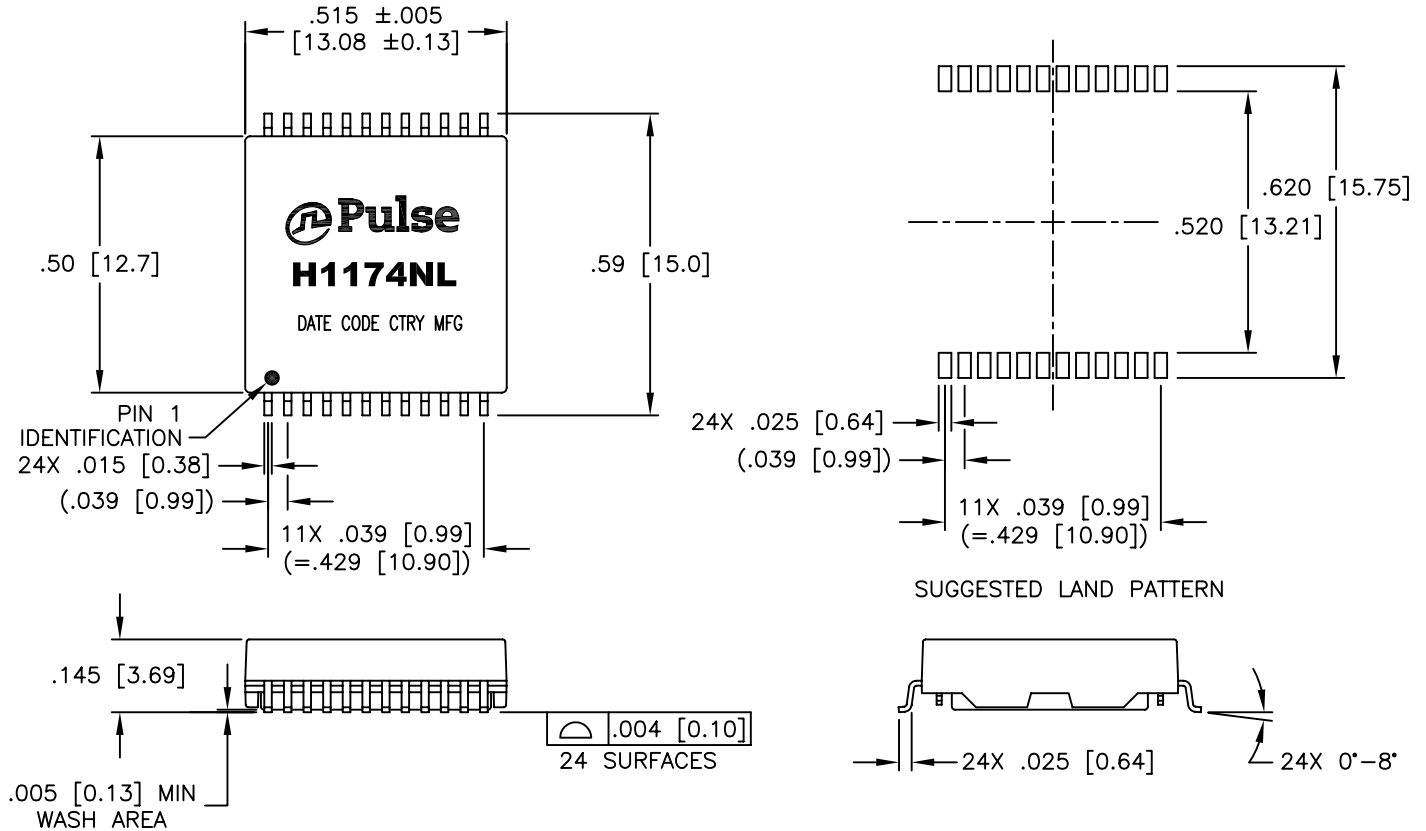 .515 ±.005
[13.08 ±0.13]
.50 [12.7]
Pulse
H1174NL
DATE CODE CTRY MFG
.59 [15.0]
PIN 1
IDENTIFICATION
24X .015 [0.38]
(.039 [0.99])
11X .039 [0.99]
(=.429 [10.90])
.620 [15.75]
.520 [13.21]
24X .025 [0.64]
(.039 [0.99])
11X .039 [0.99]
(=.429 [10.90])
SUGGESTED LAND PATTERN
.145 [3.69]
.005 [0.13] MIN
WASH AREA
.004 [0.10]
24 SURFACES
24X .025 [0.64]
24X 0°-8°